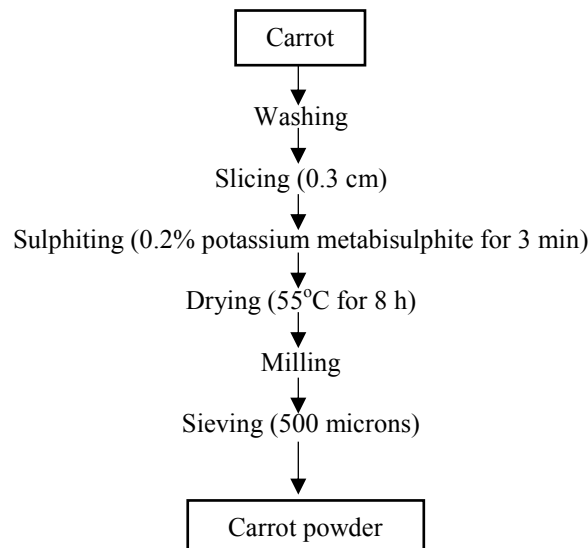 Carrot
Washing
Slicing (0.3 cm)
Sulphiting (0.2% potassium metabisulphite for 3 min)
Drying (55°C for 8 h)
Milling
Sieving (500 microns)
Carrot powder